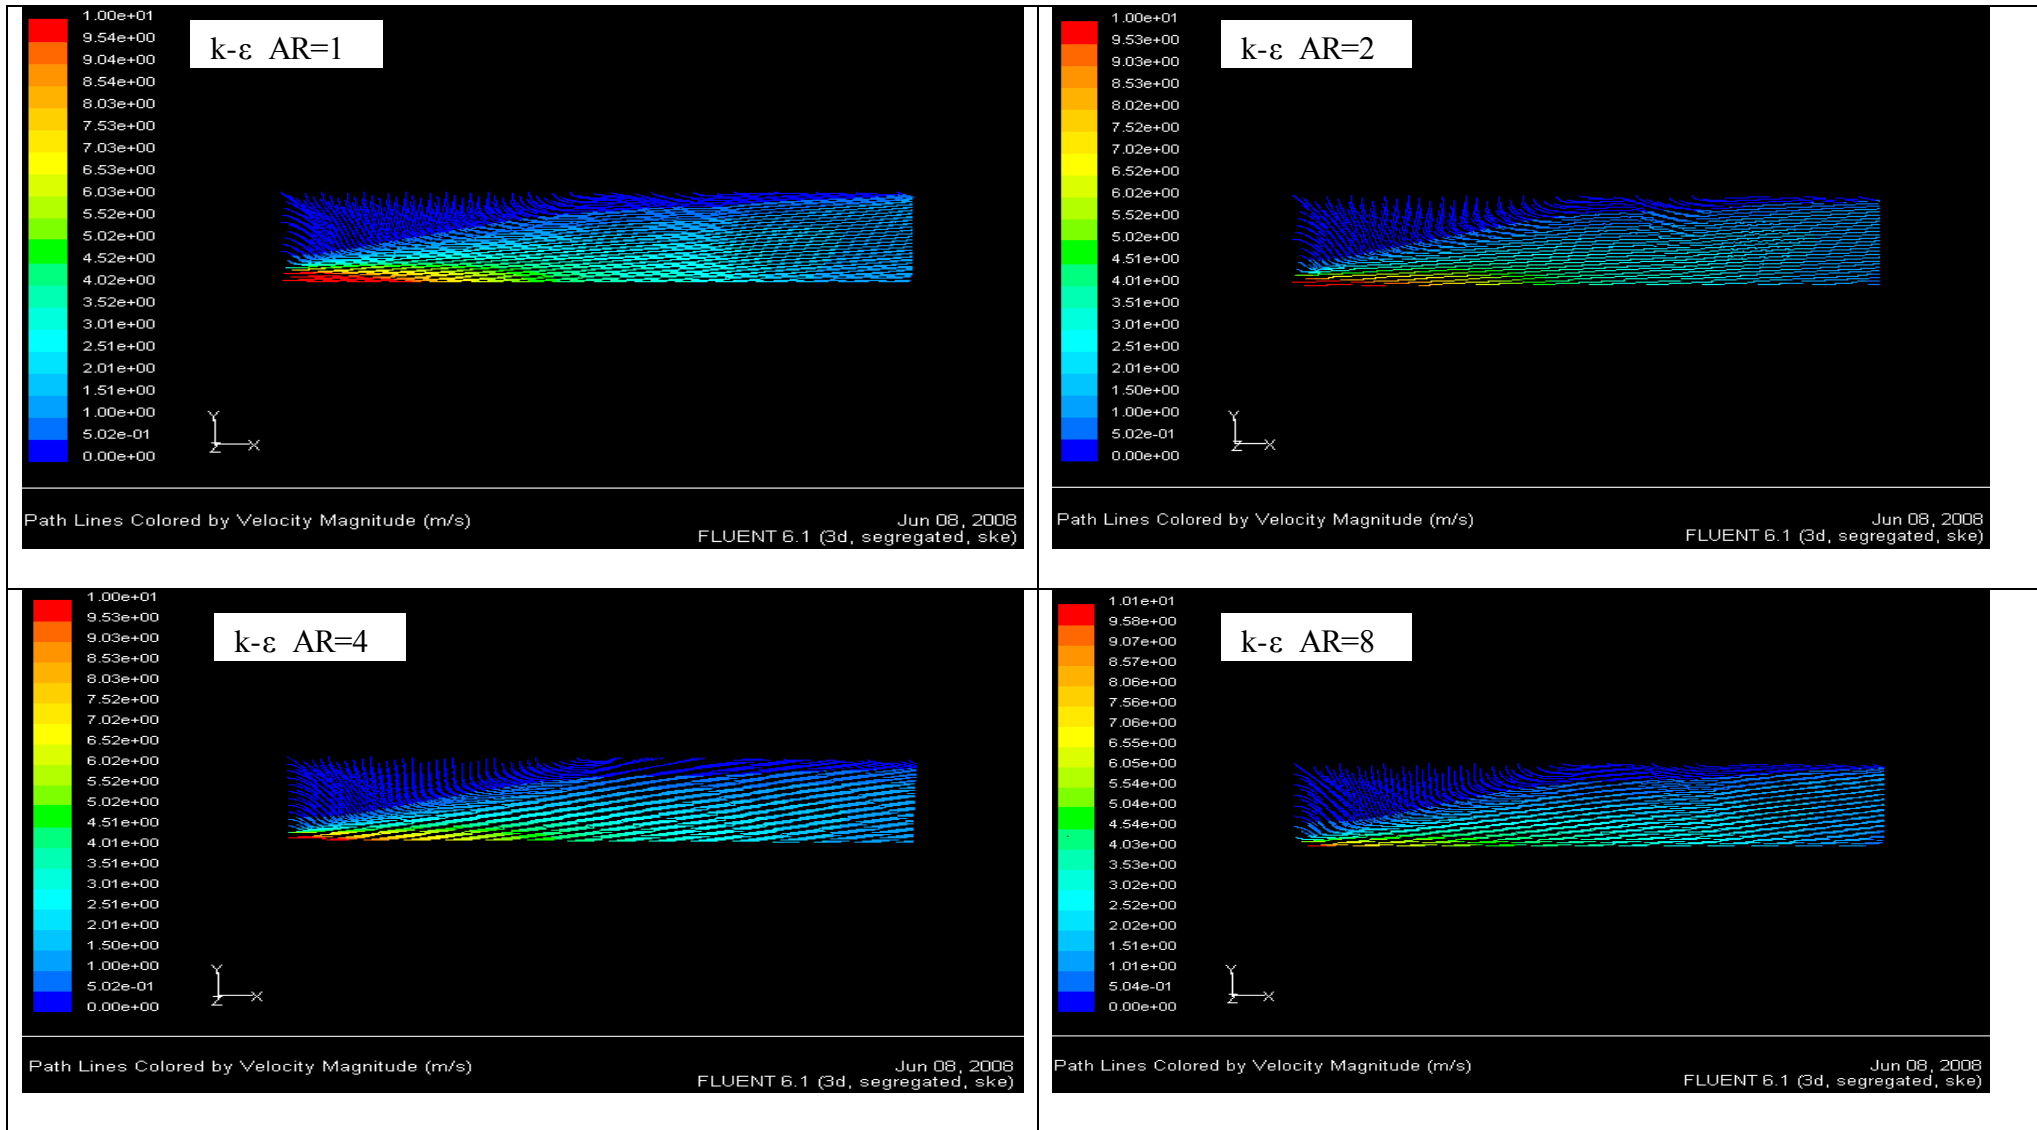 k-ε AR=1
1.00e+01
9.54e+00
9.04e+00
8.54e+00
8.03e+00
7.53e+00
7.03e+00
6.53e+00
6.03e+00
5.52e+00
5.02e+00
4.52e+00
4.02e+00
3.52e+00
3.01e+00
2.51e+00
2.01e+00
1.51e+00
1.00e+00
5.02e-01
0.00e+00
Y
Z X
Path Lines Colored by Velocity Magnitude (m/s)
Jun 08, 2008
FLUENT 6.1 (3d, segregated, ske)
k-ε AR=2
1.00e+01
9.53e+00
9.03e+00
8.53e+00
8.02e+00
7.52e+00
7.02e+00
6.52e+00
6.02e+00
5.52e+00
5.02e+00
4.51e+00
4.01e+00
3.51e+00
3.01e+00
2.51e+00
2.01e+00
1.50e+00
1.00e+00
5.02e-01
0.00e+00
Y
Z X
Path Lines Colored by Velocity Magnitude (m/s)
Jun 08, 2008
FLUENT 6.1 (3d, segregated, ske)
k-ε AR=4
1.00e+01
9.53e+00
9.03e+00
8.53e+00
8.03e+00
7.52e+00
7.02e+00
6.52e+00
6.02e+00
5.52e+00
5.02e+00
4.51e+00
4.01e+00
3.51e+00
3.01e+00
2.51e+00
2.01e+00
1.50e+00
1.00e+00
5.02e-01
0.00e+00
Y
Z X
Path Lines Colored by Velocity Magnitude (m/s)
Jun 08, 2008
FLUENT 6.1 (3d, segregated, ske)
k-ε AR=8
1.01e+01
9.58e+00
9.07e+00
8.57e+00
8.06e+00
7.56e+00
7.06e+00
6.55e+00
6.05e+00
5.54e+00
5.04e+00
4.54e+00
4.03e+00
3.53e+00
3.02e+00
2.52e+00
2.02e+00
1.51e+00
1.01e+00
5.04e-01
0.00e+00
Y
Z X
Path Lines Colored by Velocity Magnitude (m/s)
Jun 08, 2008
FLUENT 6.1 (3d, segregated, ske)